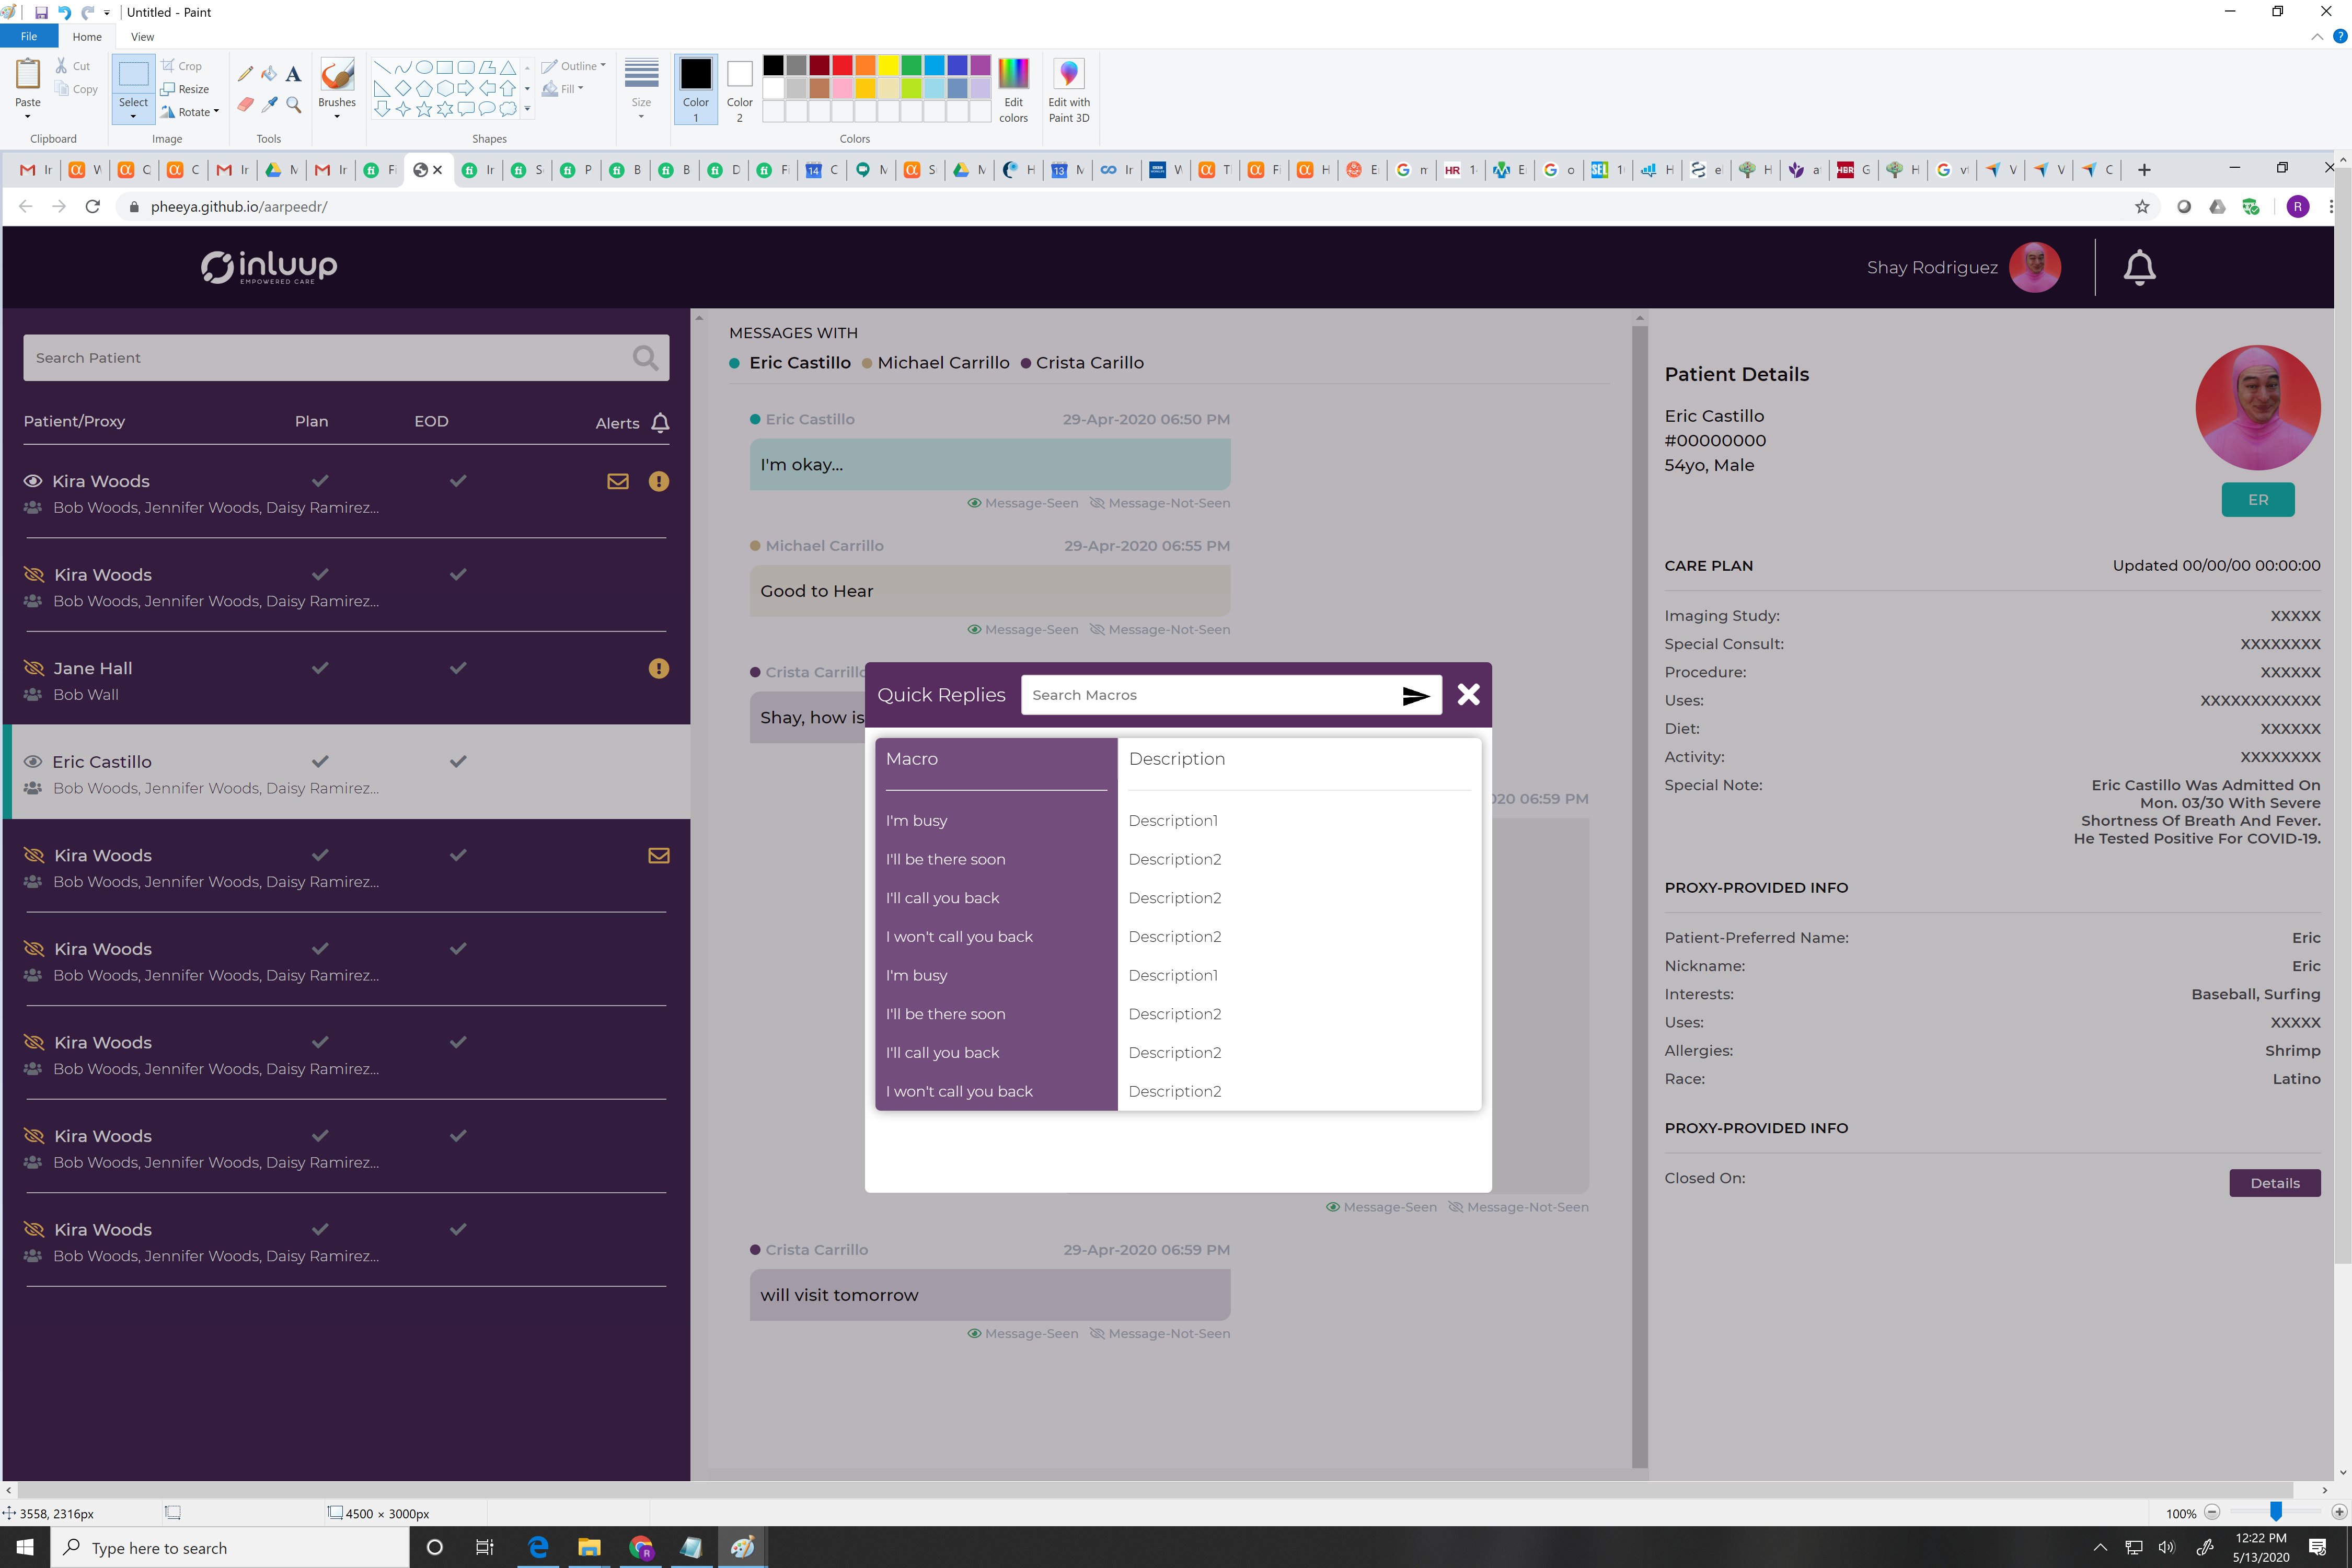 Untitled - Paint
File Home View
Paste
Cut
Copy
Clipboard
Select
Crop
Resize
Rotate
Image
Tools
Brushes
Shapes
Outline
Fill
Size
Color 1
Color 2
Edit colors
Edit with Paint 3D
Colors
pheeya.github.io/aarpeedr/
inluup
EMPOWERED CARE
Shay Rodriguez
Search Patient
Patient/Proxy Plan EOD Alerts
Kira Woods
Bob Woods, Jennifer Woods, Daisy Ramirez...
Kira Woods
Bob Woods, Jennifer Woods, Daisy Ramirez...
Jane Hall
Bob Wall
Eric Castillo
Bob Woods, Jennifer Woods, Daisy Ramirez...
Kira Woods
Bob Woods, Jennifer Woods, Daisy Ramirez...
Kira Woods
Bob Woods, Jennifer Woods, Daisy Ramirez...
Kira Woods
Bob Woods, Jennifer Woods, Daisy Ramirez...
Kira Woods
Bob Woods, Jennifer Woods, Daisy Ramirez...
Kira Woods
Bob Woods, Jennifer Woods, Daisy Ramirez...
MESSAGES WITH
Eric Castillo Michael Carrillo Crista Carillo
Eric Castillo 29-Apr-2020 06:50 PM
I'm okay...
Message-Seen Message-Not-Seen
Michael Carrillo 29-Apr-2020 06:55 PM
Good to Hear
Message-Seen Message-Not-Seen
Crista Carrillo
Shay, how is
020 06:59 PM
Quick Replies Search Macros
Macro Description
I'm busy Description1
I'll be there soon Description2
I'll call you back Description2
I won't call you back Description2
I'm busy Description1
I'll be there soon Description2
I'll call you back Description2
I won't call you back Description2
Message-Seen Message-Not-Seen
Crista Carrillo 29-Apr-2020 06:59 PM
will visit tomorrow
Message-Seen Message-Not-Seen
Patient Details
Eric Castillo
#00000000
54yo, Male
ER
CARE PLAN Updated 00/00/00 00:00:00
Imaging Study: XXXXX
Special Consult: XXXXXXXX
Procedure: XXXXXX
Uses: XXXXXXXXXXXX
Diet: XXXXXX
Activity: XXXXXXXX
Special Note: Eric Castillo Was Admitted On
Mon. 03/30 With Severe
Shortness Of Breath And Fever.
He Tested Positive For COVID-19.
PROXY-PROVIDED INFO
Patient-Preferred Name: Eric
Nickname: Eric
Interests: Baseball, Surfing
Uses: XXXXX
Allergies: Shrimp
Race: Latino
PROXY-PROVIDED INFO
Closed On: Details
3558, 2316px
4500 × 3000px
100%
Type here to search
12:22 PM
5/13/2020